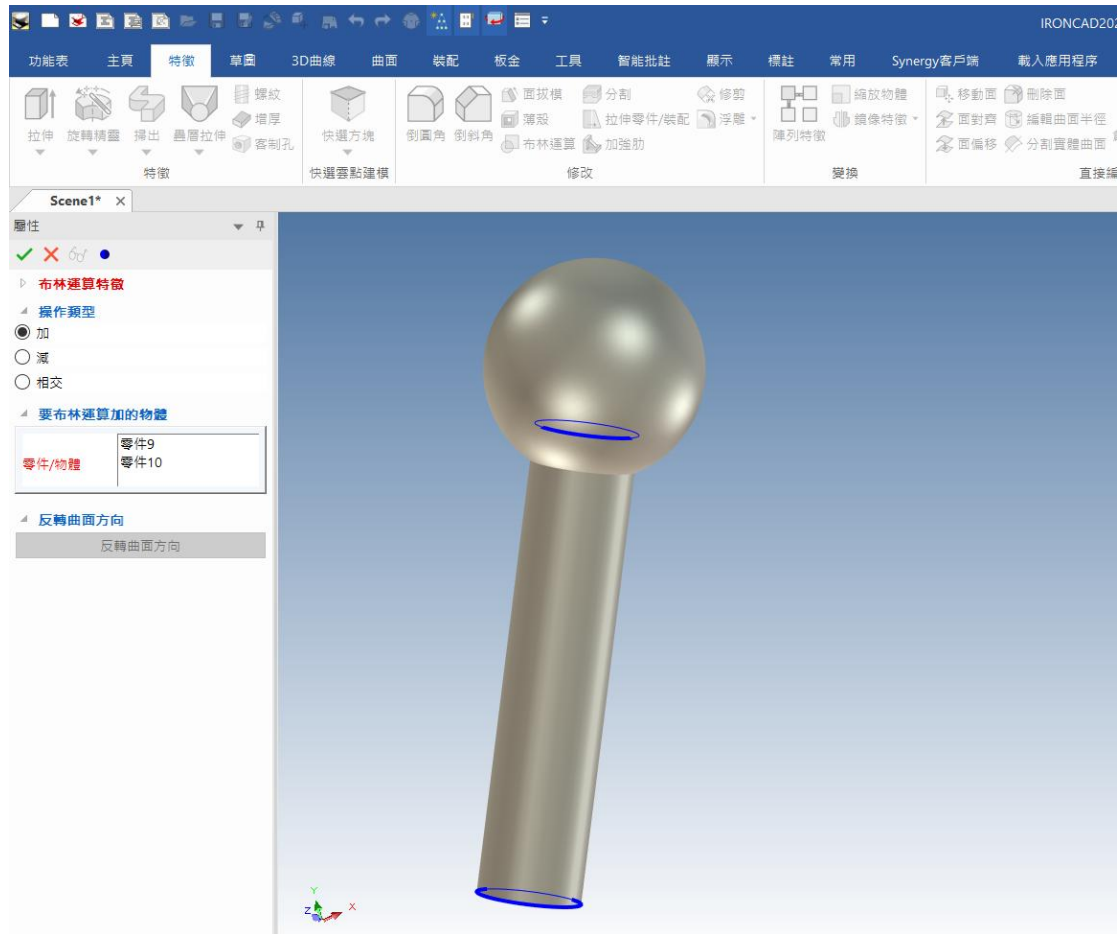 IRONCAD202
功能表 主頁 特徵 草圖 3D曲線 曲面 裝配 板金 工具 智能批註 顯示 標註 常用 Synergy客戶端 載入應用程序
拉伸 旋轉精靈 掃出 疊層拉伸 螺紋 增厚 客制孔
特徵
快選方塊
快選雲點建模
倒圓角 倒斜角 面拔模 薄殼 布林運算 分割 拉伸零件/裝配 加強肋 修剪 浮雕
修改
陣列特徵 縮放物體 鏡像特徵
變換
移動面 面對齊 面偏移 刪除面 編輯曲面半徑 分割實體曲面
直接編
Scene1*
屬性
布林運算特徵
操作類型
加
減
相交
要布林運算加的物體
零件/物體
零件9
零件10
反轉曲面方向
反轉曲面方向
Y
Z X